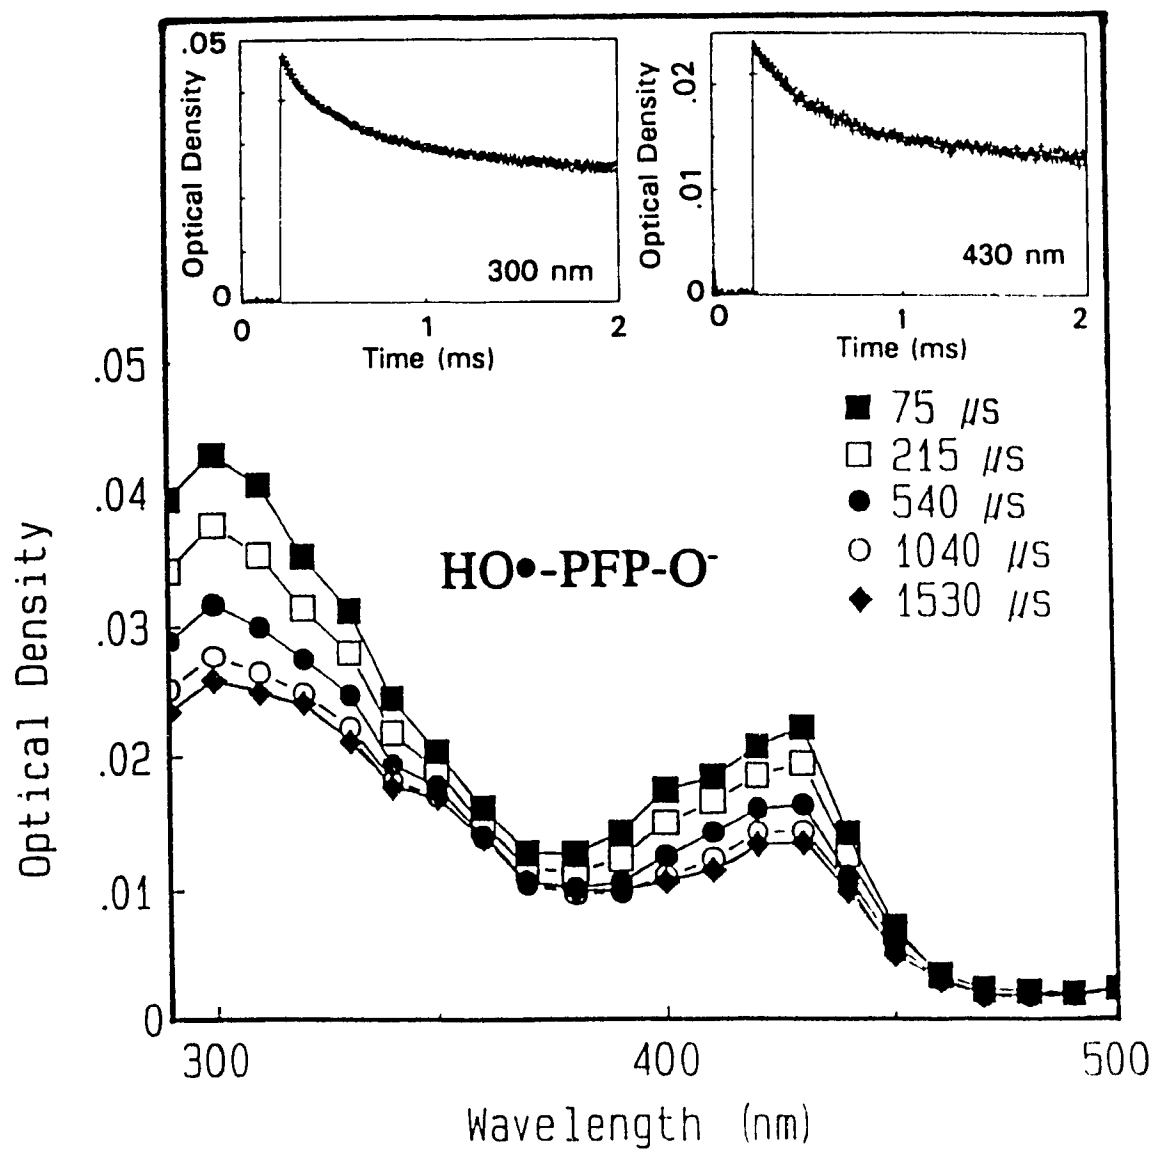 .05
Optical Density
0
300 nm
0 1 2
Time (ms)
.02
.01
Optical Density
0
430 nm
0 1 2
Time (ms)
.05
.04
.03
.02
.01
0
Optical Density
75 μs
215 μs
540 μs
1040 μs
1530 μs
HO•-PFP-O⁻
300 400 500
Wavelength (nm)